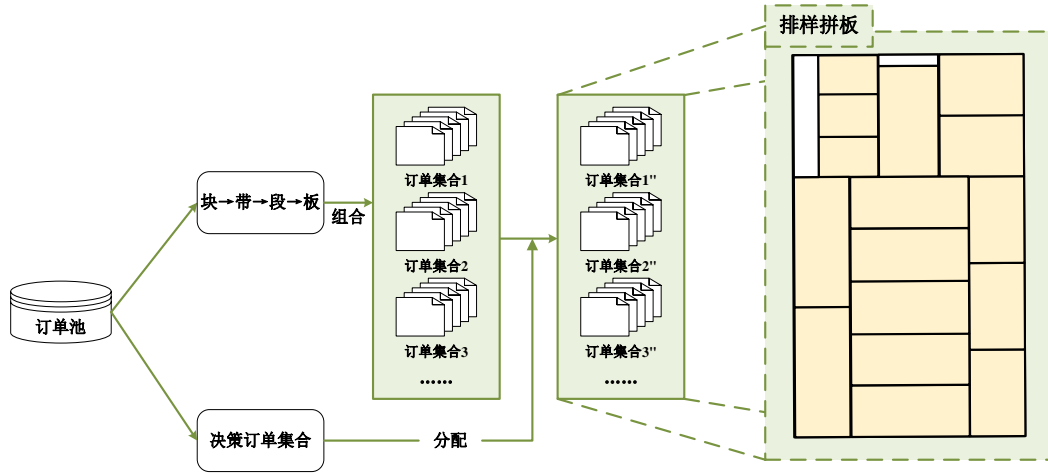 排样拼板
订单集合1
订单集合1"
块→带→段→板
组合
订单集合2
订单集合2"
订单池
订单集合3
订单集合3"
......
......
决策订单集合
分配